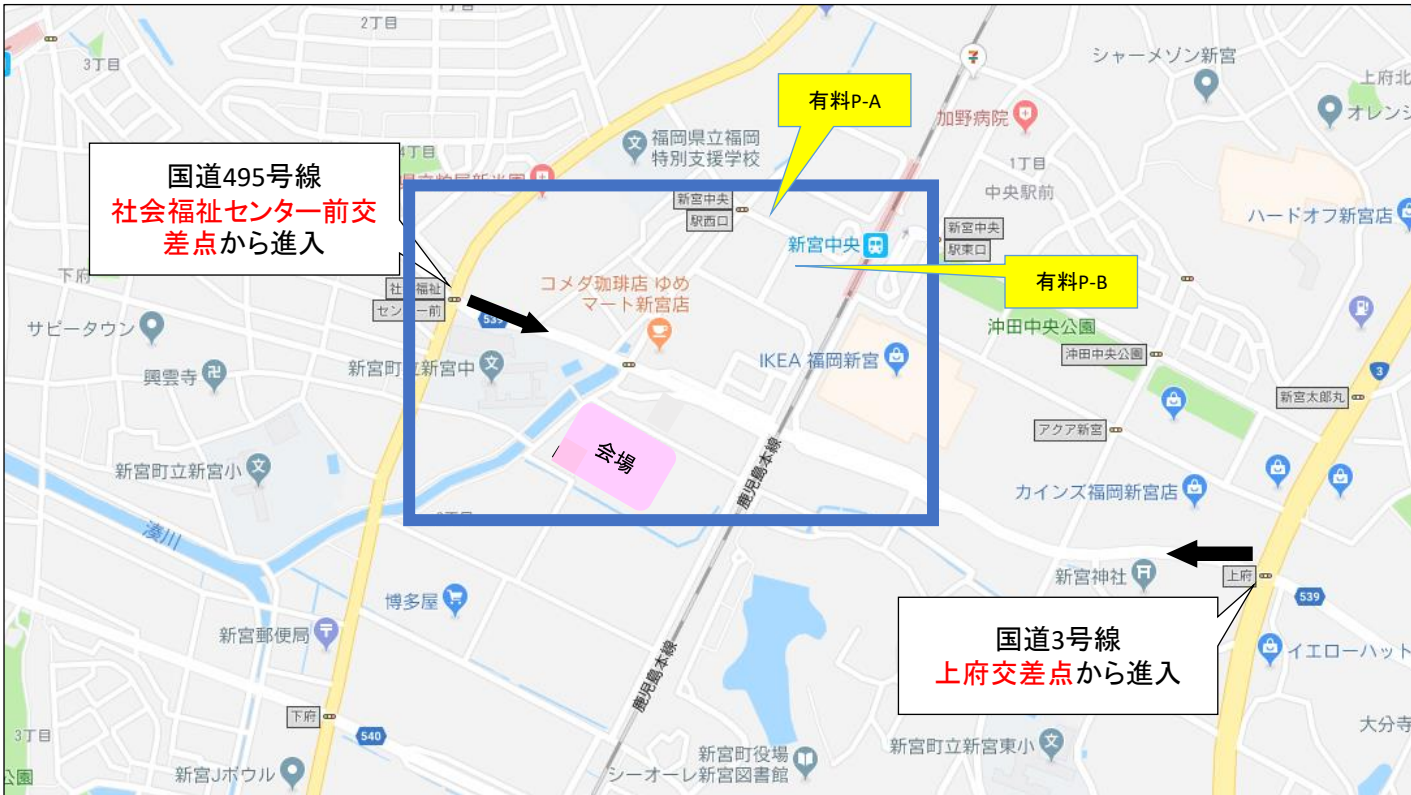 2丁目
3丁目
シャーメゾン新宮
上府北
オレンジ
有料P-A
加野病院
福岡県立福岡
特別支援学校
4丁目
1丁目
中央駅前
国道495号線
社会福祉センター前交
差点から進入
新宮中央
駅西口
ハードオフ新宮店
新宮中央
新宮中央
駅東口
下府
有料P-B
コメダ珈琲店 ゆめ
マート新宮店
社会福祉
センター前
539
沖田中央公園
サビータウン
沖田中央公園
IKEA 福岡新宮
新宮町立新宮中
興雲寺
3
新宮太郎丸
アクア新宮
会場
新宮町立新宮小
鹿児島本線
カインズ福岡新宮店
湊川
新宮神社
上府
539
博多屋
新宮郵便局
国道3号線
上府交差点から進入
イエローハット
鹿児島本線
下府
540
3丁目
大分寺
新宮町役場
シーオーレ新宮図書館
新宮町立新宮東小
新宮Jボウル
公園